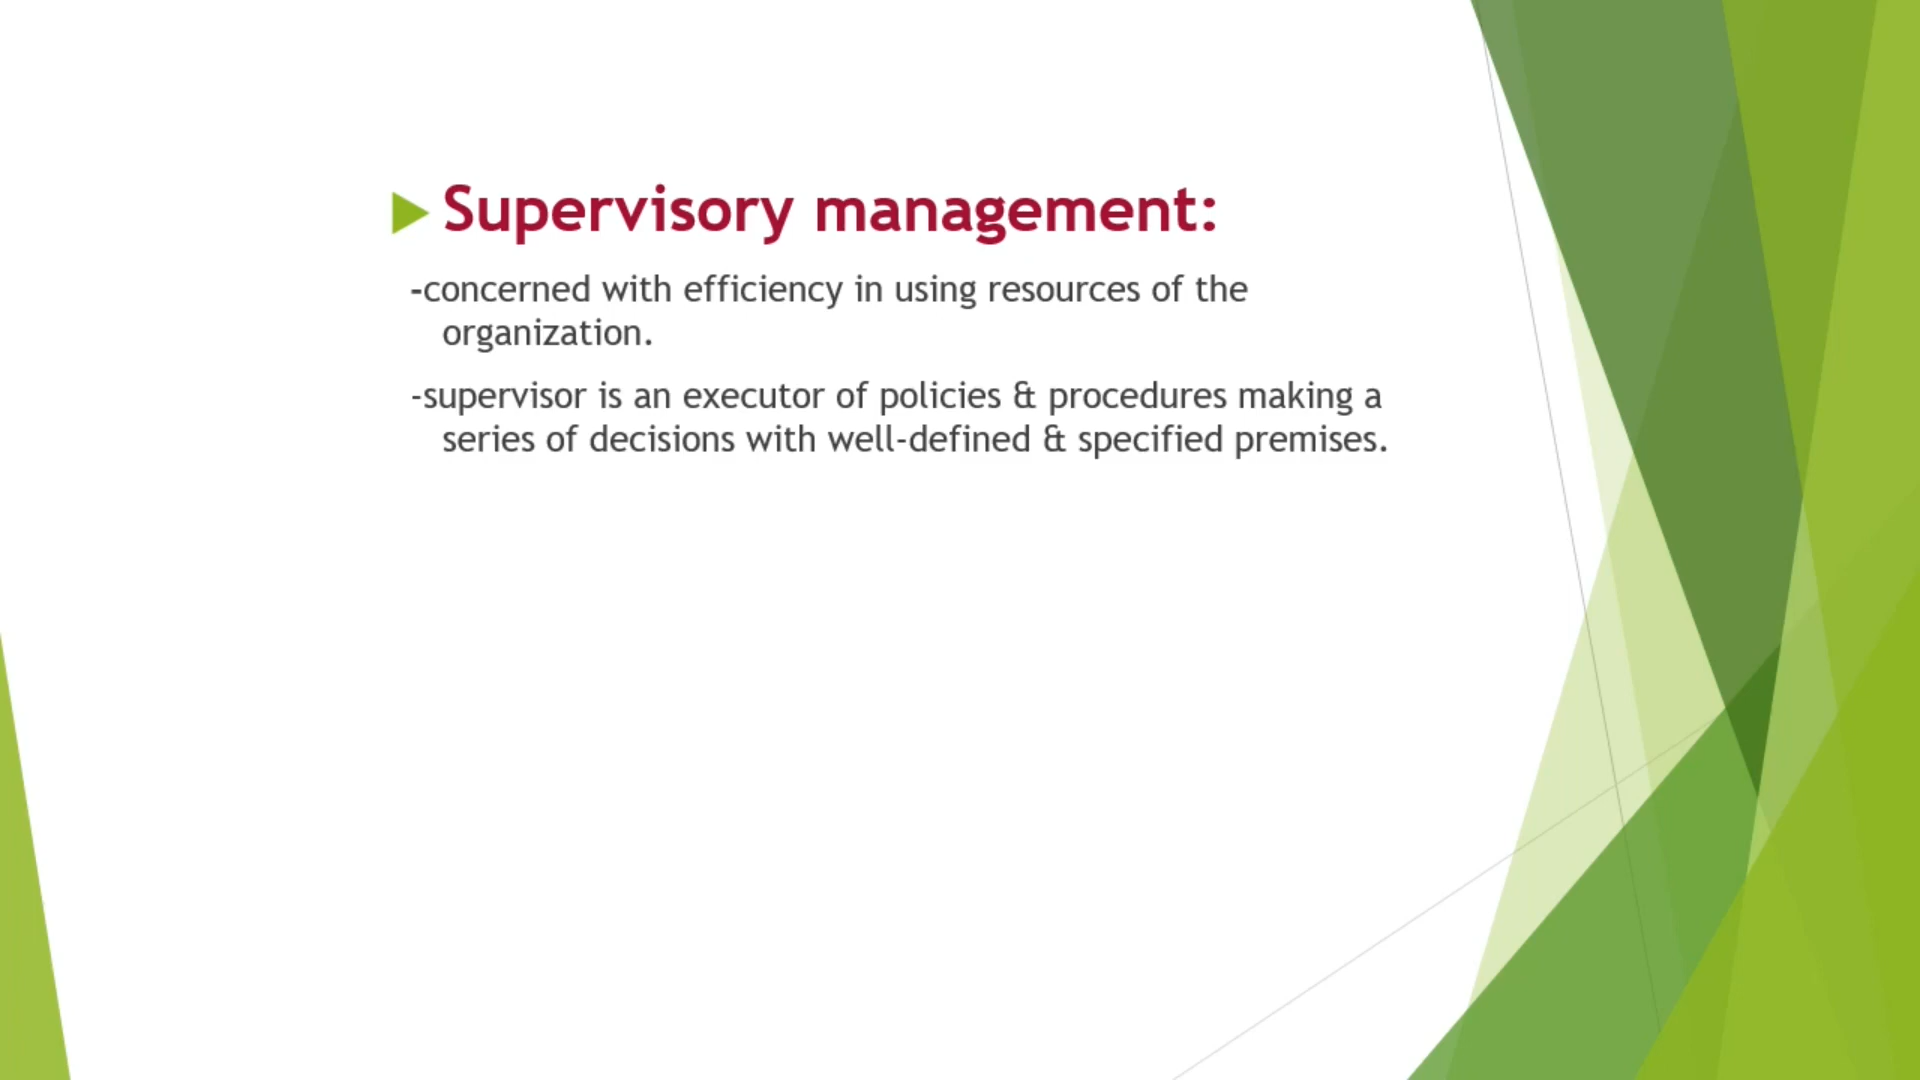 Supervisory management:
-concerned with efficiency in using resources of the
organization.
-supervisor is an executor of policies & procedures making a
series of decisions with well-defined & specified premises.